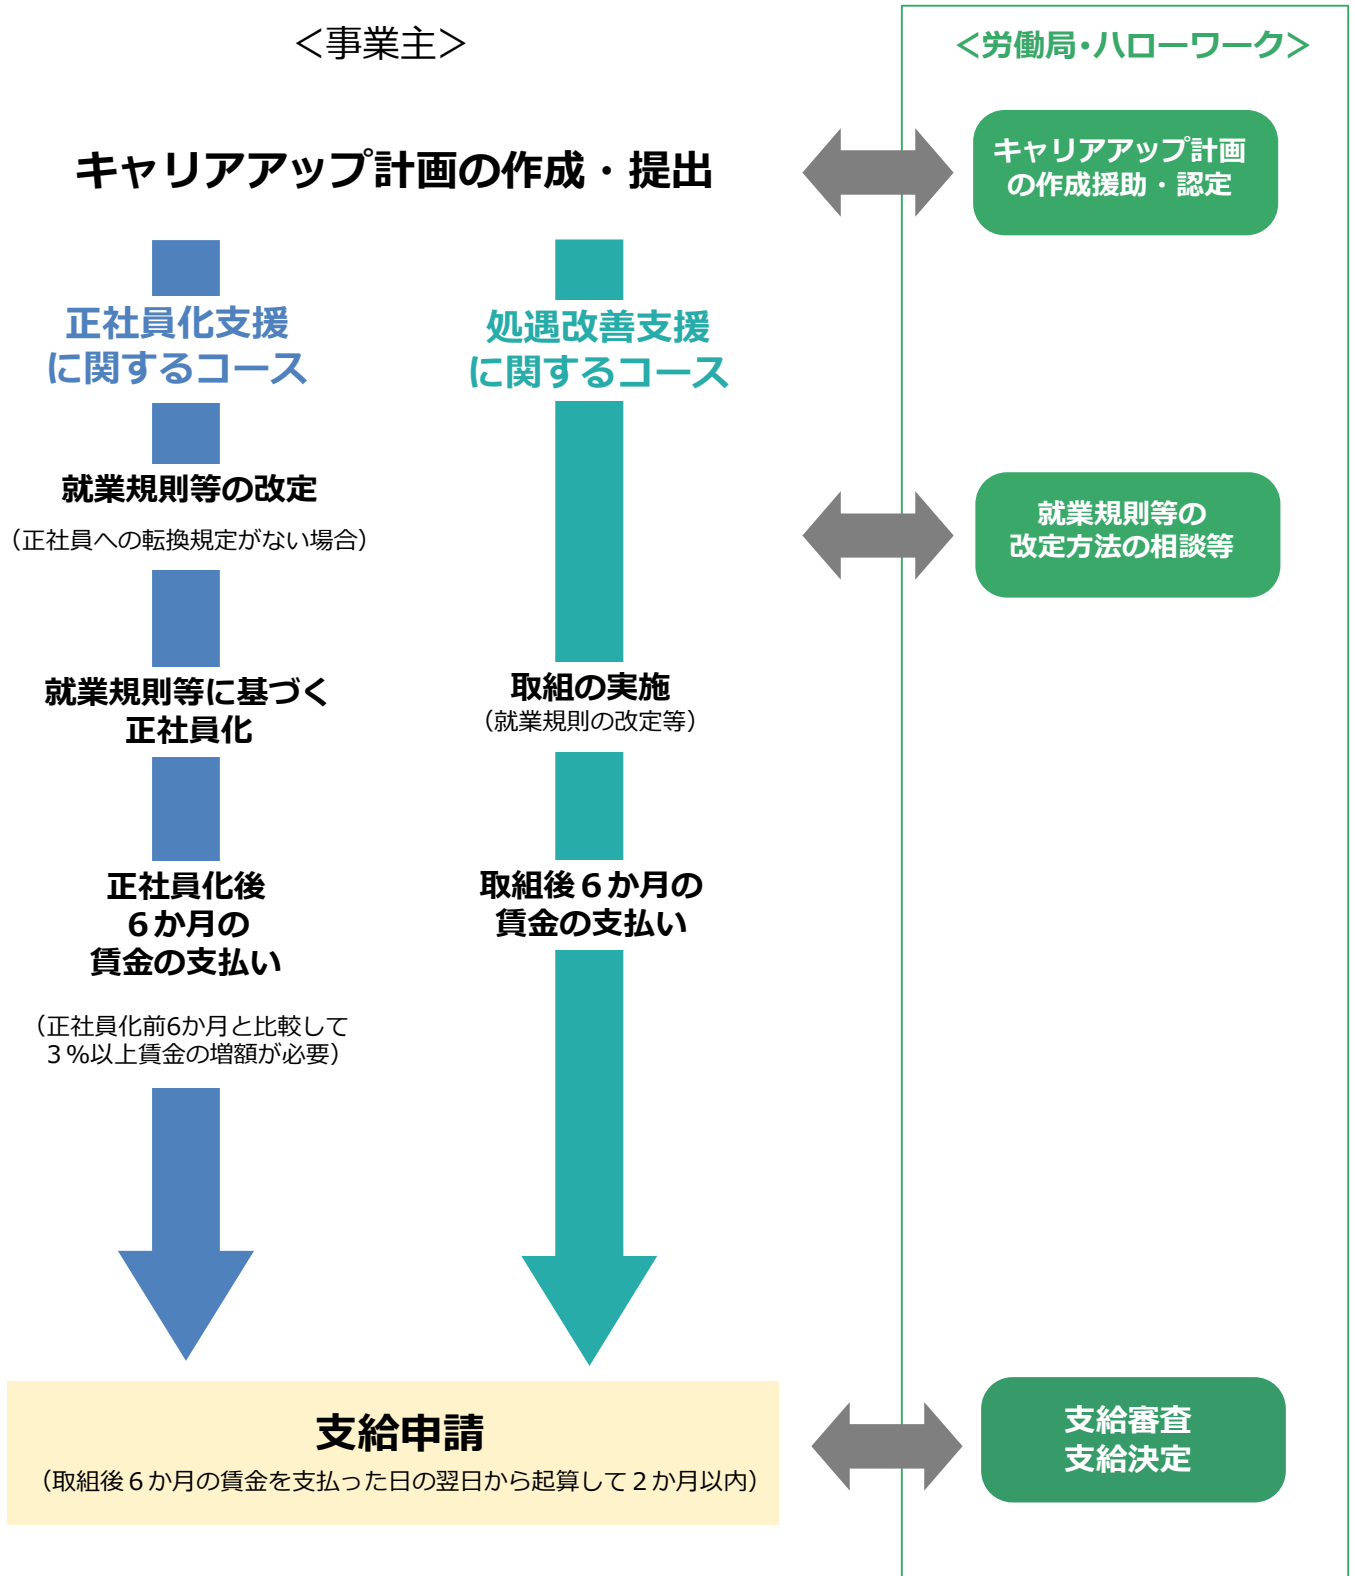 ＜事業主＞
＜労働局・ハローワーク＞
キャリアアップ計画の作成・提出
キャリアアップ計画
の作成援助・認定
正社員化支援
に関するコース
処遇改善支援
に関するコース
就業規則等の改定
（正社員への転換規定がない場合）
就業規則等の
改定方法の相談等
就業規則等に基づく
正社員化
取組の実施
（就業規則の改定等）
正社員化後
６か月の
賃金の支払い
（正社員化前6か月と比較して
３％以上賃金の増額が必要）
取組後６か月の
賃金の支払い
支給申請
（取組後６か月の賃金を支払った日の翌日から起算して２か月以内）
支給審査
支給決定